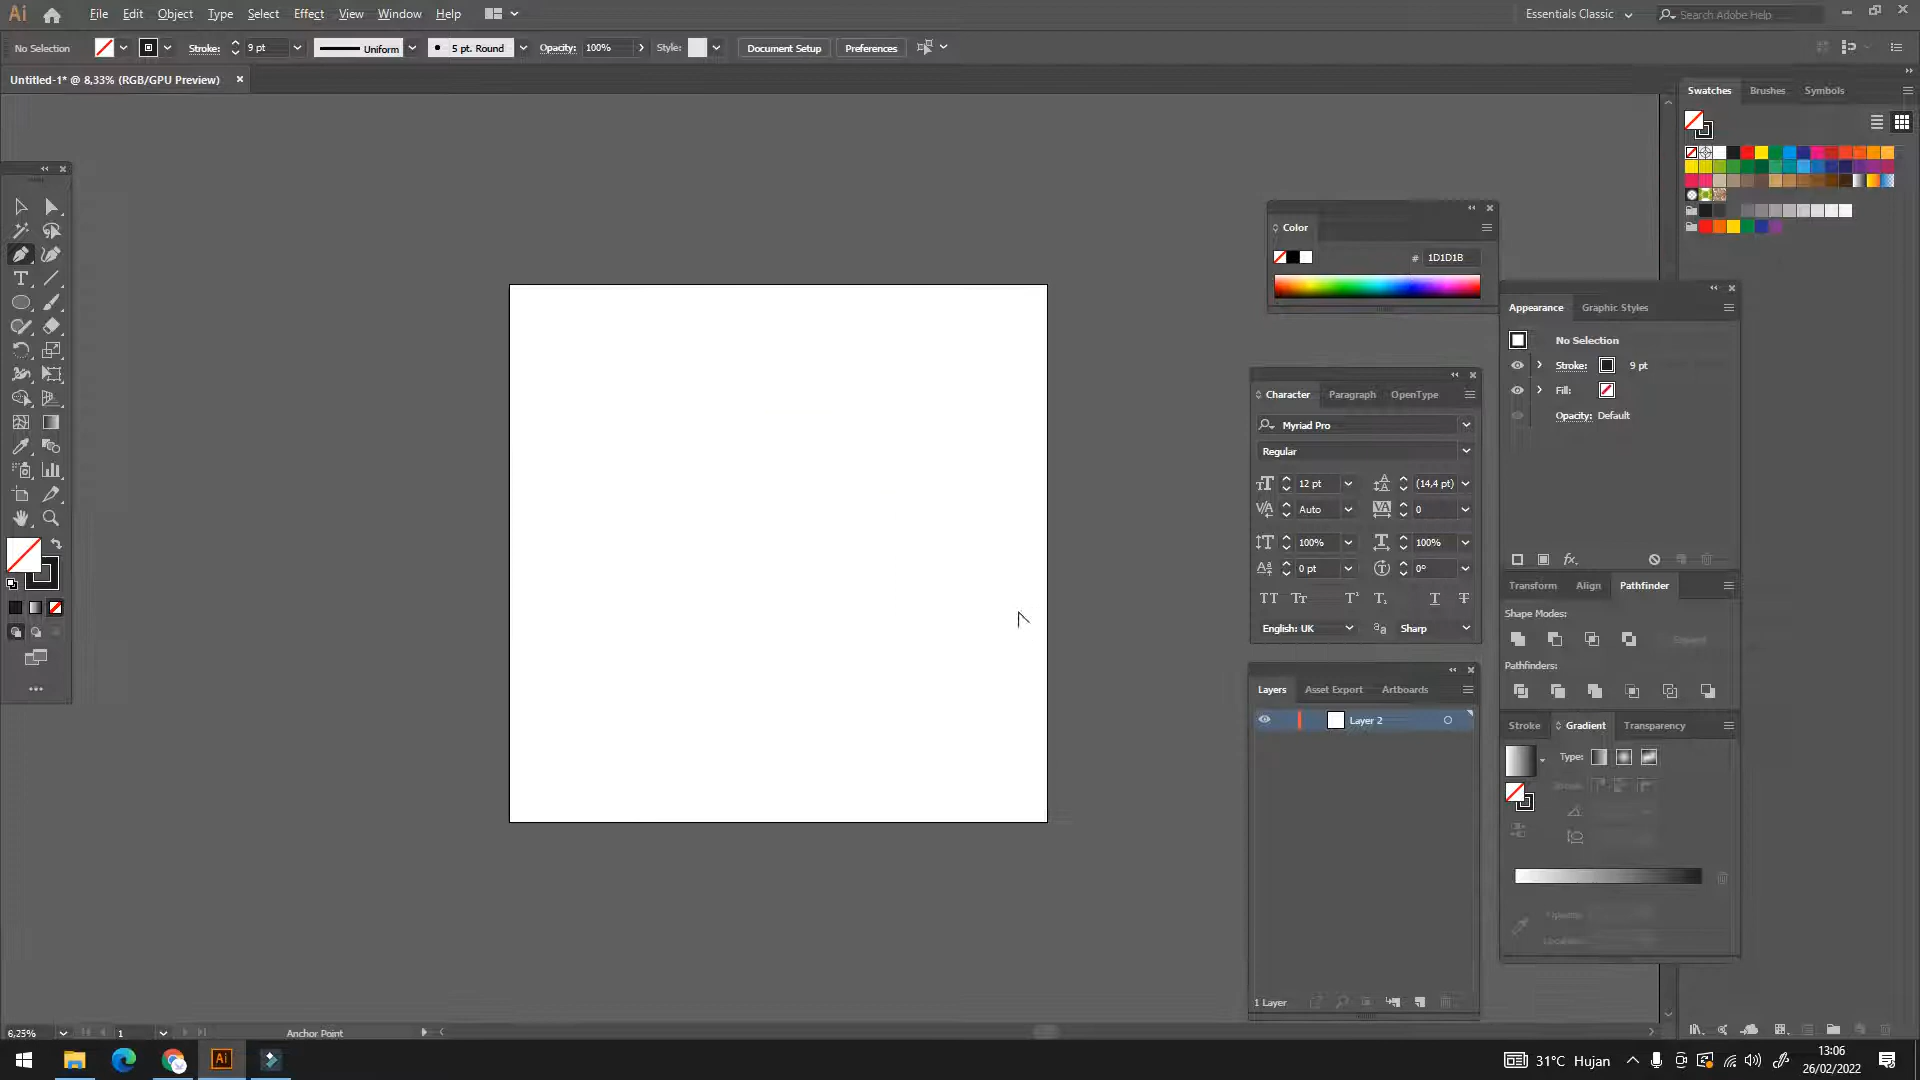 Ai File Edit Object Type Select Effect View Window Help Essentials Classic Search Adobe Help
No Selection Stroke: 9 pt Uniform 5 pt. Round Opacity: 100% Style: Document Setup Preferences
Untitled-1* @ 8,33% (RGB/GPU Preview)
Swatches Brushes Symbols
Color
# 1D1D1B
Appearance Graphic Styles
No Selection
Stroke: 9 pt
Fill:
Opacity: Default
fx
Character Paragraph OpenType
Myriad Pro
Regular
12 pt (14,4 pt)
Auto 0
100% 100%
0 pt 0°
English: UK Sharp
Transform Align Pathfinder
Shape Modes:
Expand
Pathfinders:
Layers Asset Export Artboards
Layer 2
1 Layer
Stroke Gradient Transparency
Type:
6,25% 1 Anchor Point
Ai 31°C Hujan 13:06
26/02/2022